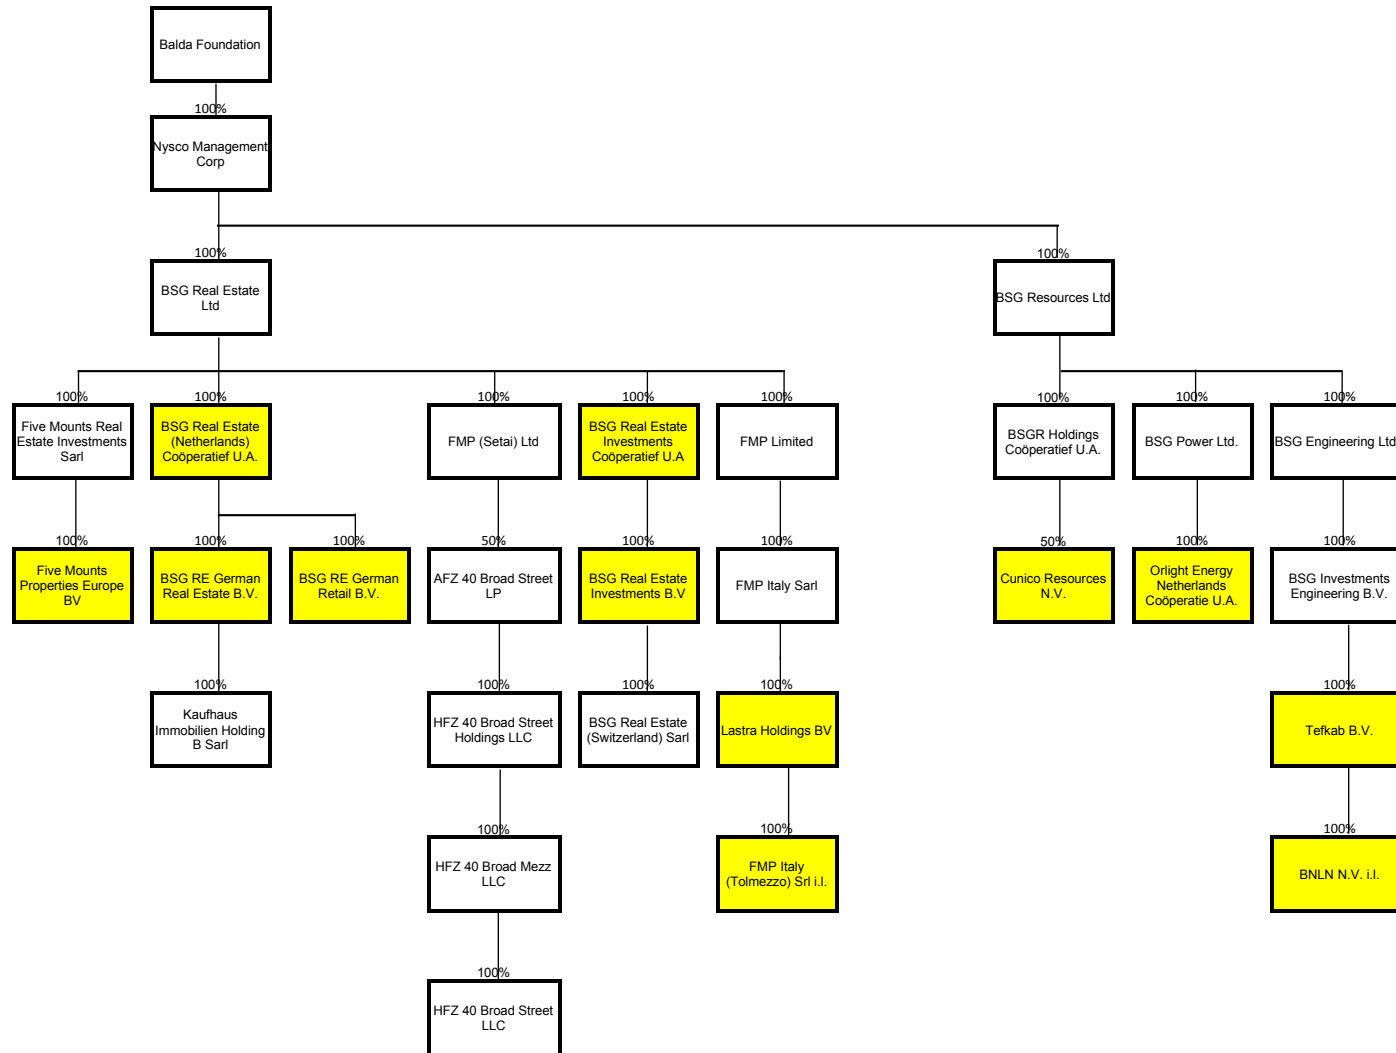 Balda Foundation
100%
Nysco Management
Corp
100%
BSG Real Estate
Ltd
100%
BSG Resources Ltd
100%
Five Mounts Real
Estate Investments
Sarl
100%
BSG Real Estate
(Netherlands)
Coöperatief U.A.
100%
FMP (Setai) Ltd
100%
BSG Real Estate
Investments
Coöperatief U.A
100%
FMP Limited
100%
BSGR Holdings
Coöperatief U.A.
100%
BSG Power Ltd.
100%
BSG Engineering Ltd
100%
Five Mounts
Properties Europe
BV
100%
BSG RE German
Real Estate B.V.
100%
BSG RE German
Retail B.V.
50%
AFZ 40 Broad Street
LP
100%
BSG Real Estate
Investments B.V
100%
FMP Italy Sarl
50%
Cunico Resources
N.V.
100%
Orlight Energy
Netherlands
Coöperatie U.A.
100%
BSG Investments
Engineering B.V.
100%
Kaufhaus
Immobilien Holding
B Sarl
100%
HFZ 40 Broad Street
Holdings LLC
100%
BSG Real Estate
(Switzerland) Sarl
100%
Lastra Holdings BV
100%
Tefkab B.V.
100%
HFZ 40 Broad Mezz
LLC
100%
FMP Italy
(Tolmezzo) Srl i.l.
100%
BNLN N.V. i.l.
100%
HFZ 40 Broad Street
LLC